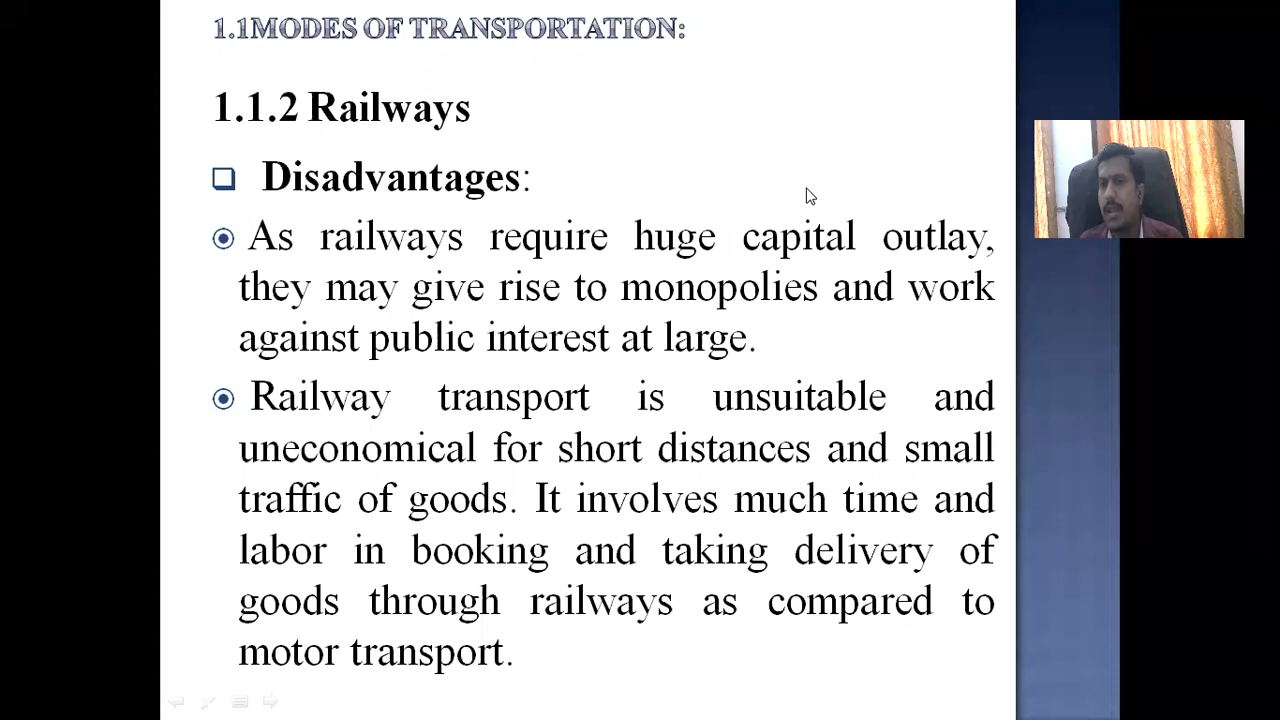 1.1MODES OF TRANSPORTATION:
1.1.2 Railways
Disadvantages:
As railways require huge capital outlay,
they may give rise to monopolies and work
against public interest at large.
Railway transport is unsuitable and
uneconomical for short distances and small
traffic of goods. It involves much time and
labor in booking and taking delivery of
goods through railways as compared to
motor transport.